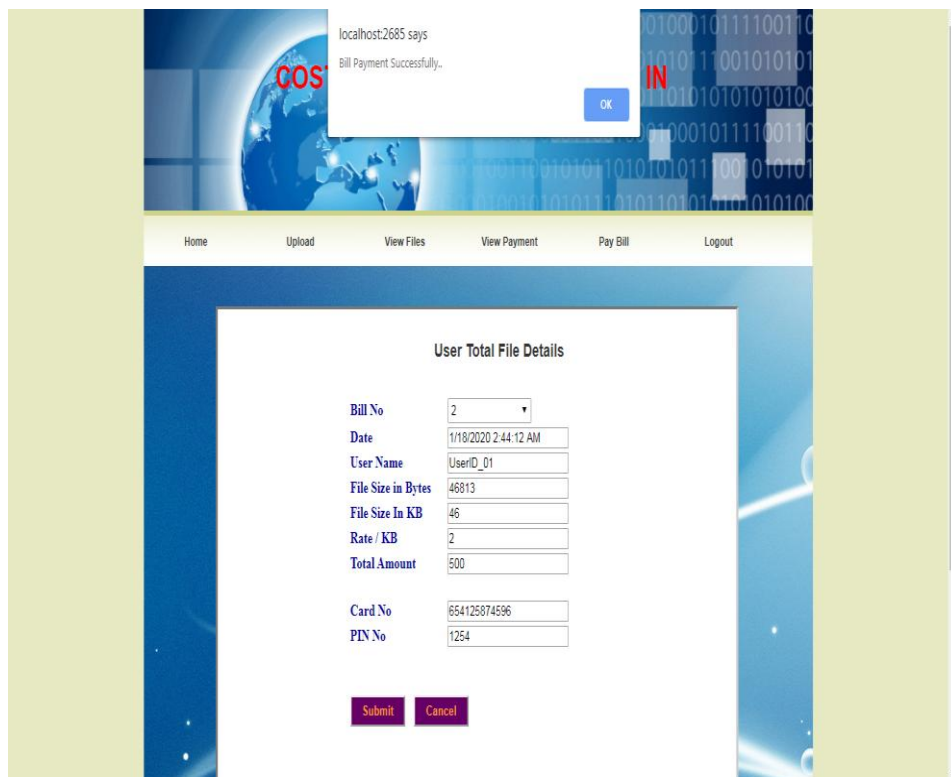 localhost:2685 says
Bill Payment Successfully..
OK
IN
Home Upload View Files View Payment Pay Bill Logout
User Total File Details
Bill No 2
Date 1/18/2020 2:44:12 AM
User Name UserID_01
File Size in Bytes 46813
File Size In KB 46
Rate / KB 2
Total Amount 500
Card No 654125874596
PIN No 1254
Submit Cancel